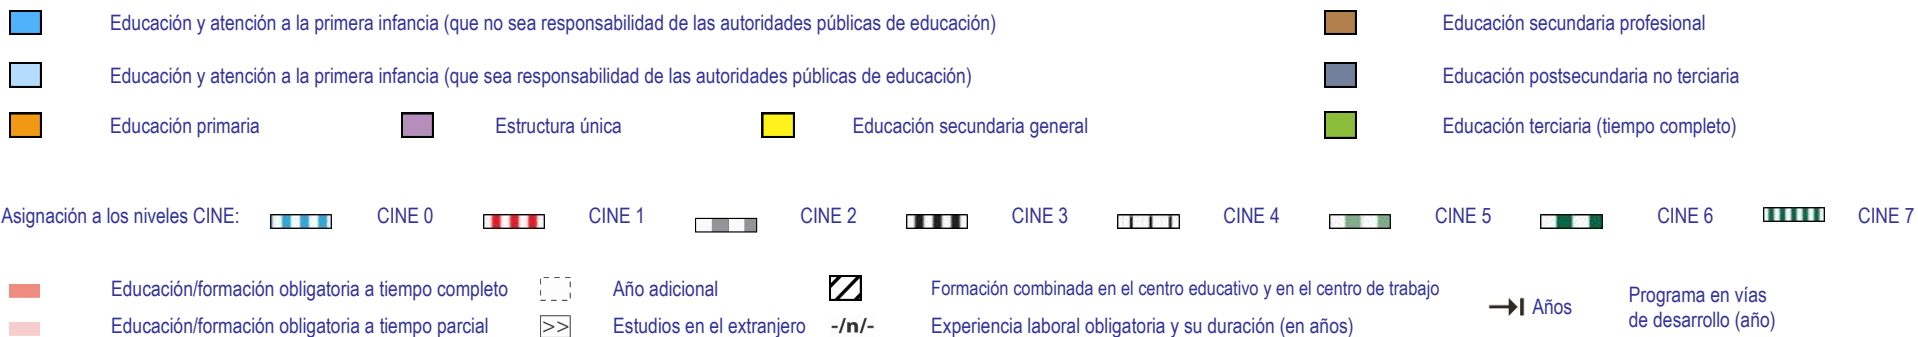 Educación y atención a la primera infancia (que no sea responsabilidad de las autoridades públicas de educación) Educación secundaria profesional
Educación y atención a la primera infancia (que sea responsabilidad de las autoridades públicas de educación) Educación postsecundaria no terciaria
Educación primaria Estructura única Educación secundaria general Educación terciaria (tiempo completo)
Asignación a los niveles CINE: CINE 0 CINE 1 CINE 2 CINE 3 CINE 4 CINE 5 CINE 6 CINE 7
Educación/formación obligatoria a tiempo completo Año adicional Formación combinada en el centro educativo y en el centro de trabajo
Educación/formación obligatoria a tiempo parcial >> Estudios en el extranjero -/n/- Experiencia laboral obligatoria y su duración (en años)
Años
Programa en vías
de desarrollo (año)